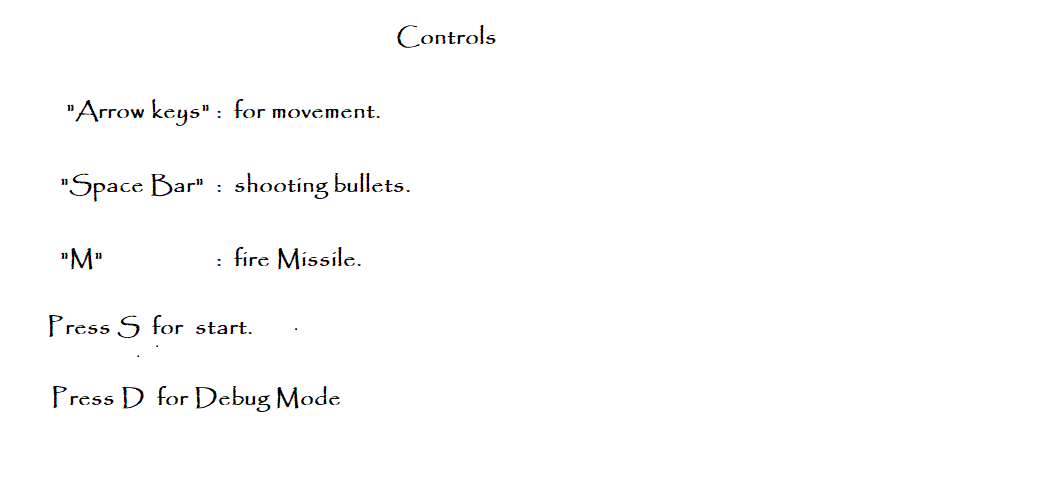 Controls
"Arrow keys" : for movement.
"Space Bar" : shooting bullets.
"M" : fire Missile.
Press S for start.
Press D for Debug Mode